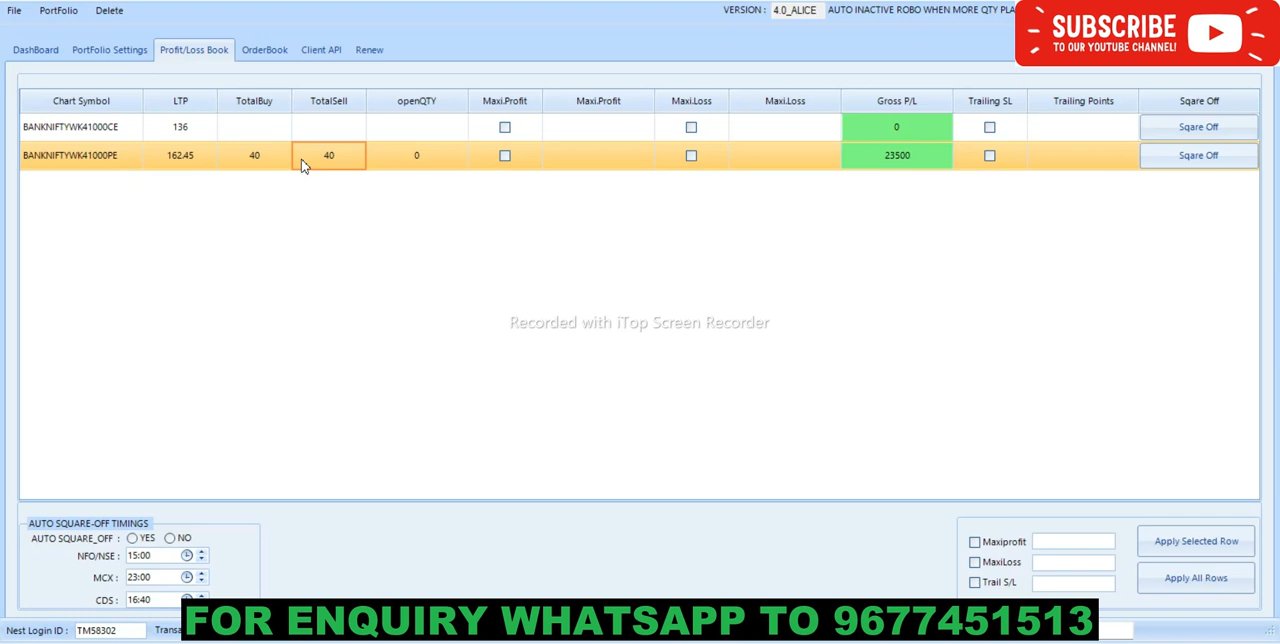 File PortFolio Delete VERSION : 4.0_ALICE AUTO INACTIVE ROBO WHEN MORE QTY PLA
SUBSCRIBE
TO OUR YOUTUBE CHANNEL!
DashBoard PortFolio Settings Profit/Loss Book OrderBook Client API Renew
Chart Symbol LTP TotalBuy TotalSell openQTY Maxi.Profit Maxi.Profit Maxi.Loss Maxi.Loss Gross P/L Trailing SL Trailing Points Sqare Off
BANKNIFTYWK41000CE 136 0 Sqare Off
BANKNIFTYWK41000PE 162.45 40 40 0 23500 Sqare Off
Recorded with iTop Screen Recorder
AUTO SQUARE-OFF TIMINGS
AUTO SQUARE_OFF : YES NO
NFO/NSE : 15:00
MCX : 23:00
CDS : 16:40
Maxiprofit
MaxiLoss
Trail S/L
Apply Selected Row
Apply All Rows
Nest Login ID : TM58302
FOR ENQUIRY WHATSAPP TO 9677451513